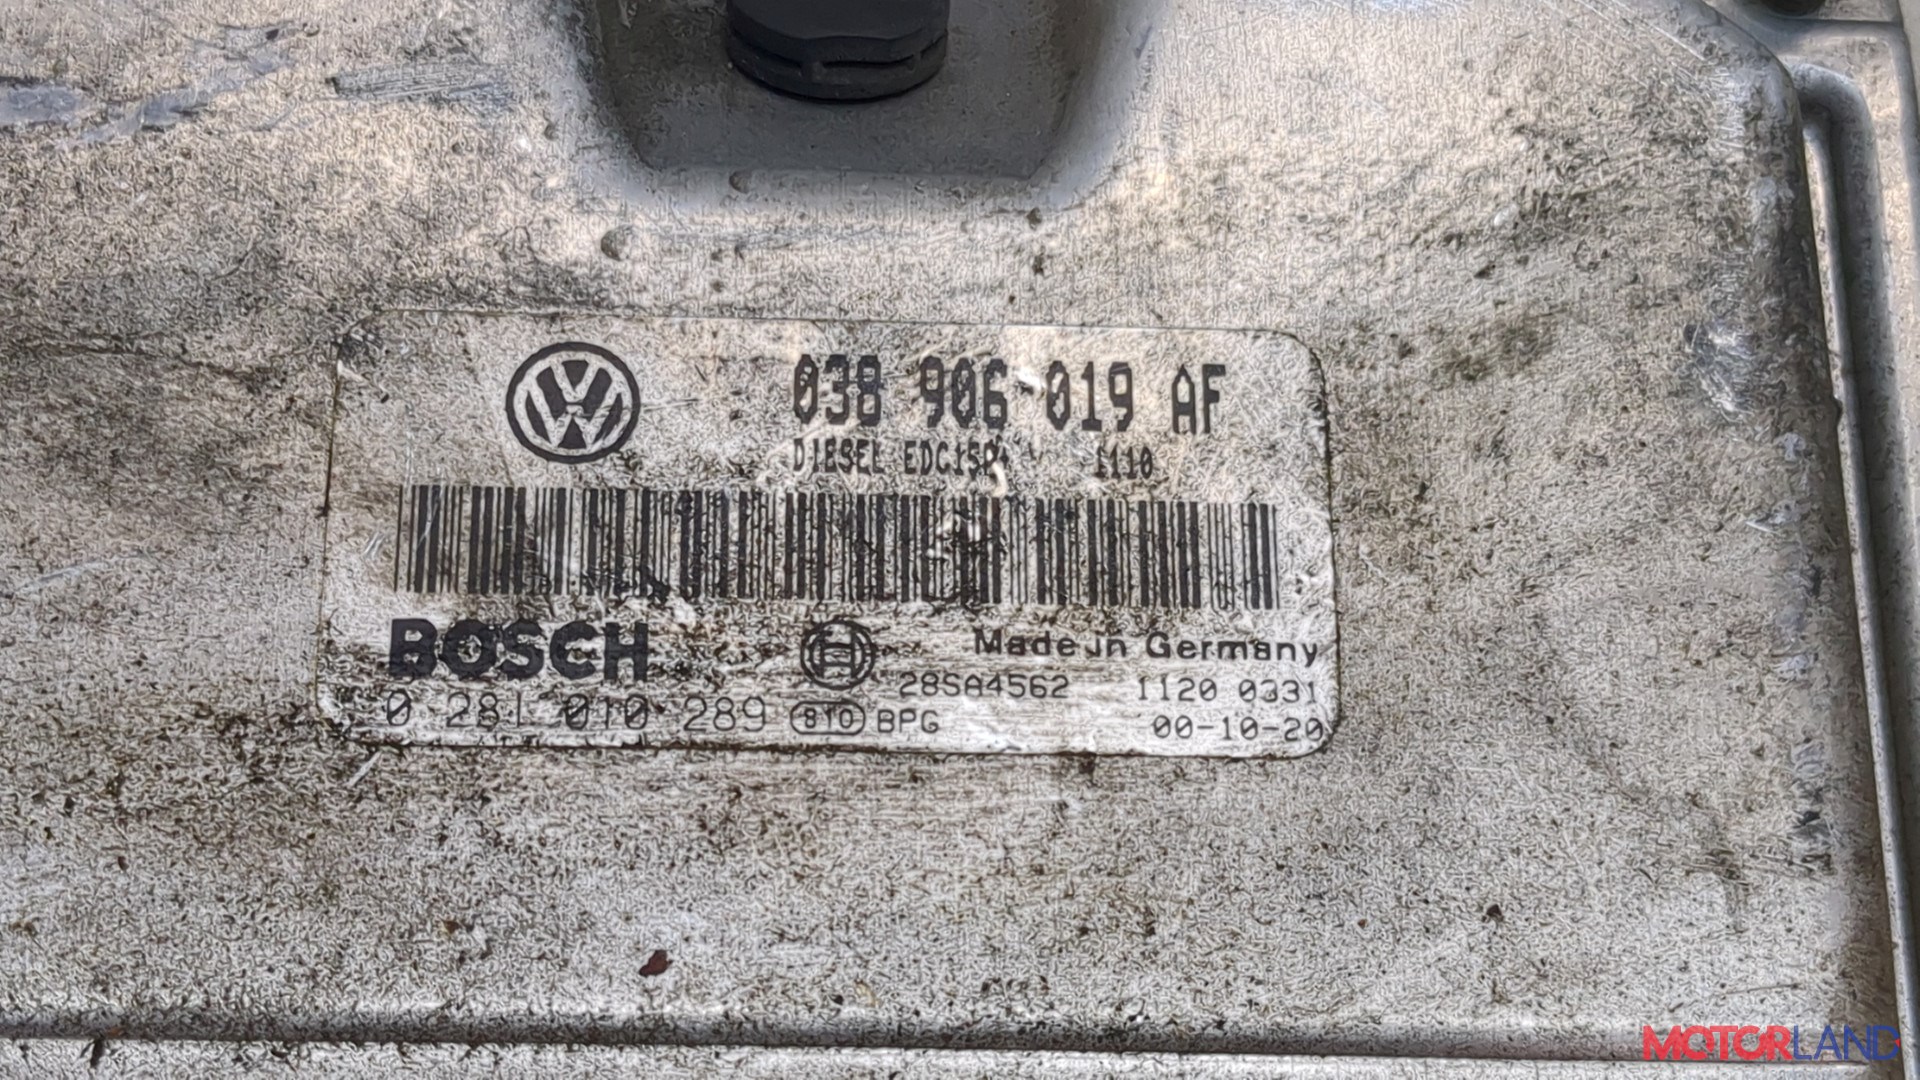 038 906 019 AF
DIESEL EDC15P+ 1110
BOSCH
Made in Germany
28SA4562 1120 0331
0 281 010 289 BPG 00-10-20
MOTORLAND